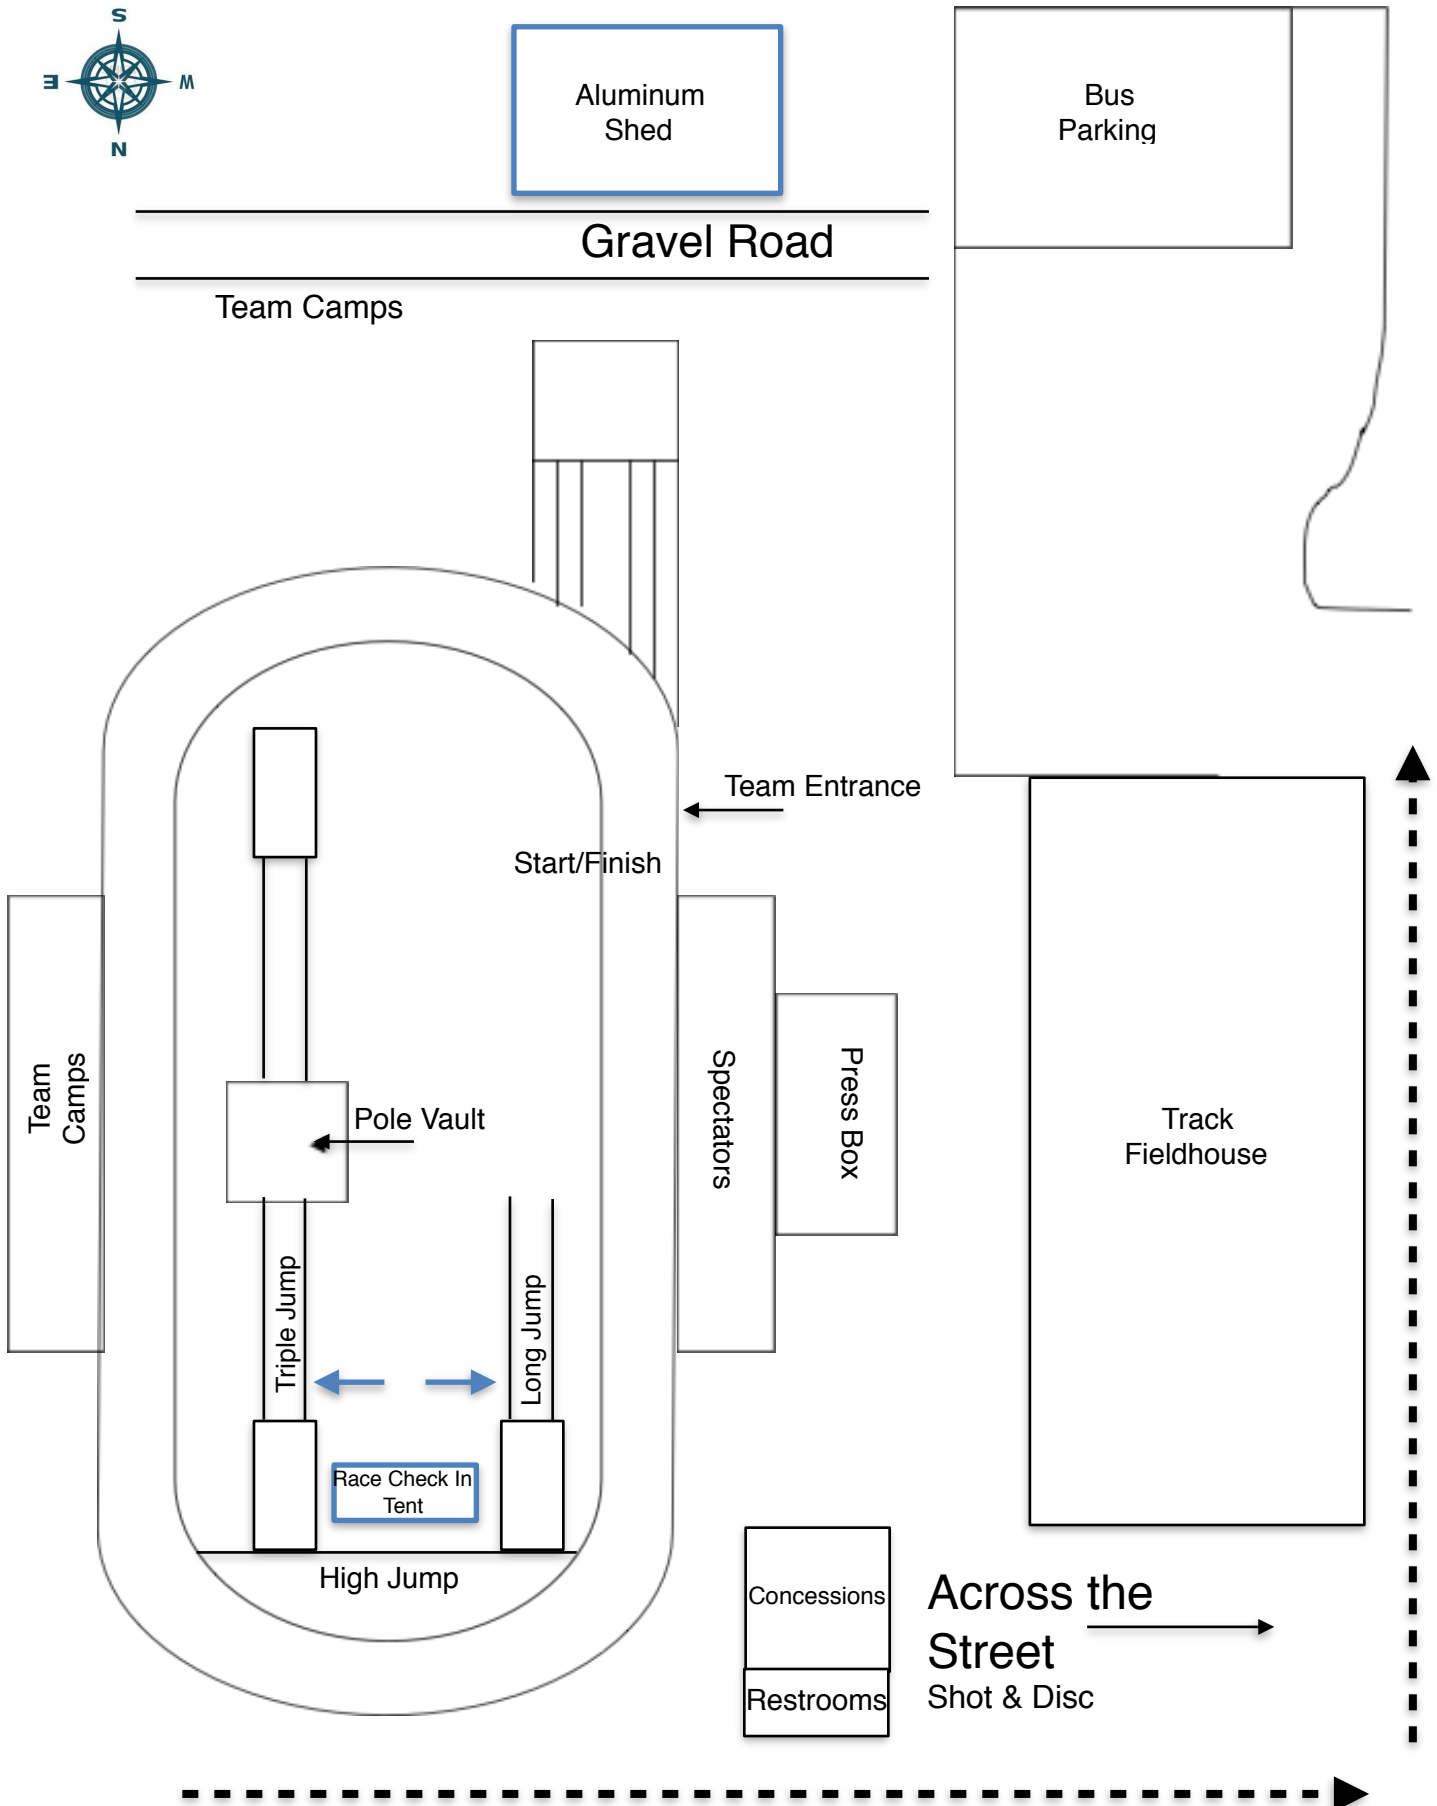 S
E
W
N
Aluminum
Shed
Bus
Parking
Gravel Road
Team Camps
Team Entrance
Start/Finish
Team
Camps
Pole Vault
Spectators
Press Box
Track
Fieldhouse
Triple Jump
Long Jump
Race Check In
Tent
High Jump
Concessions
Restrooms
Across the
Street
Shot & Disc